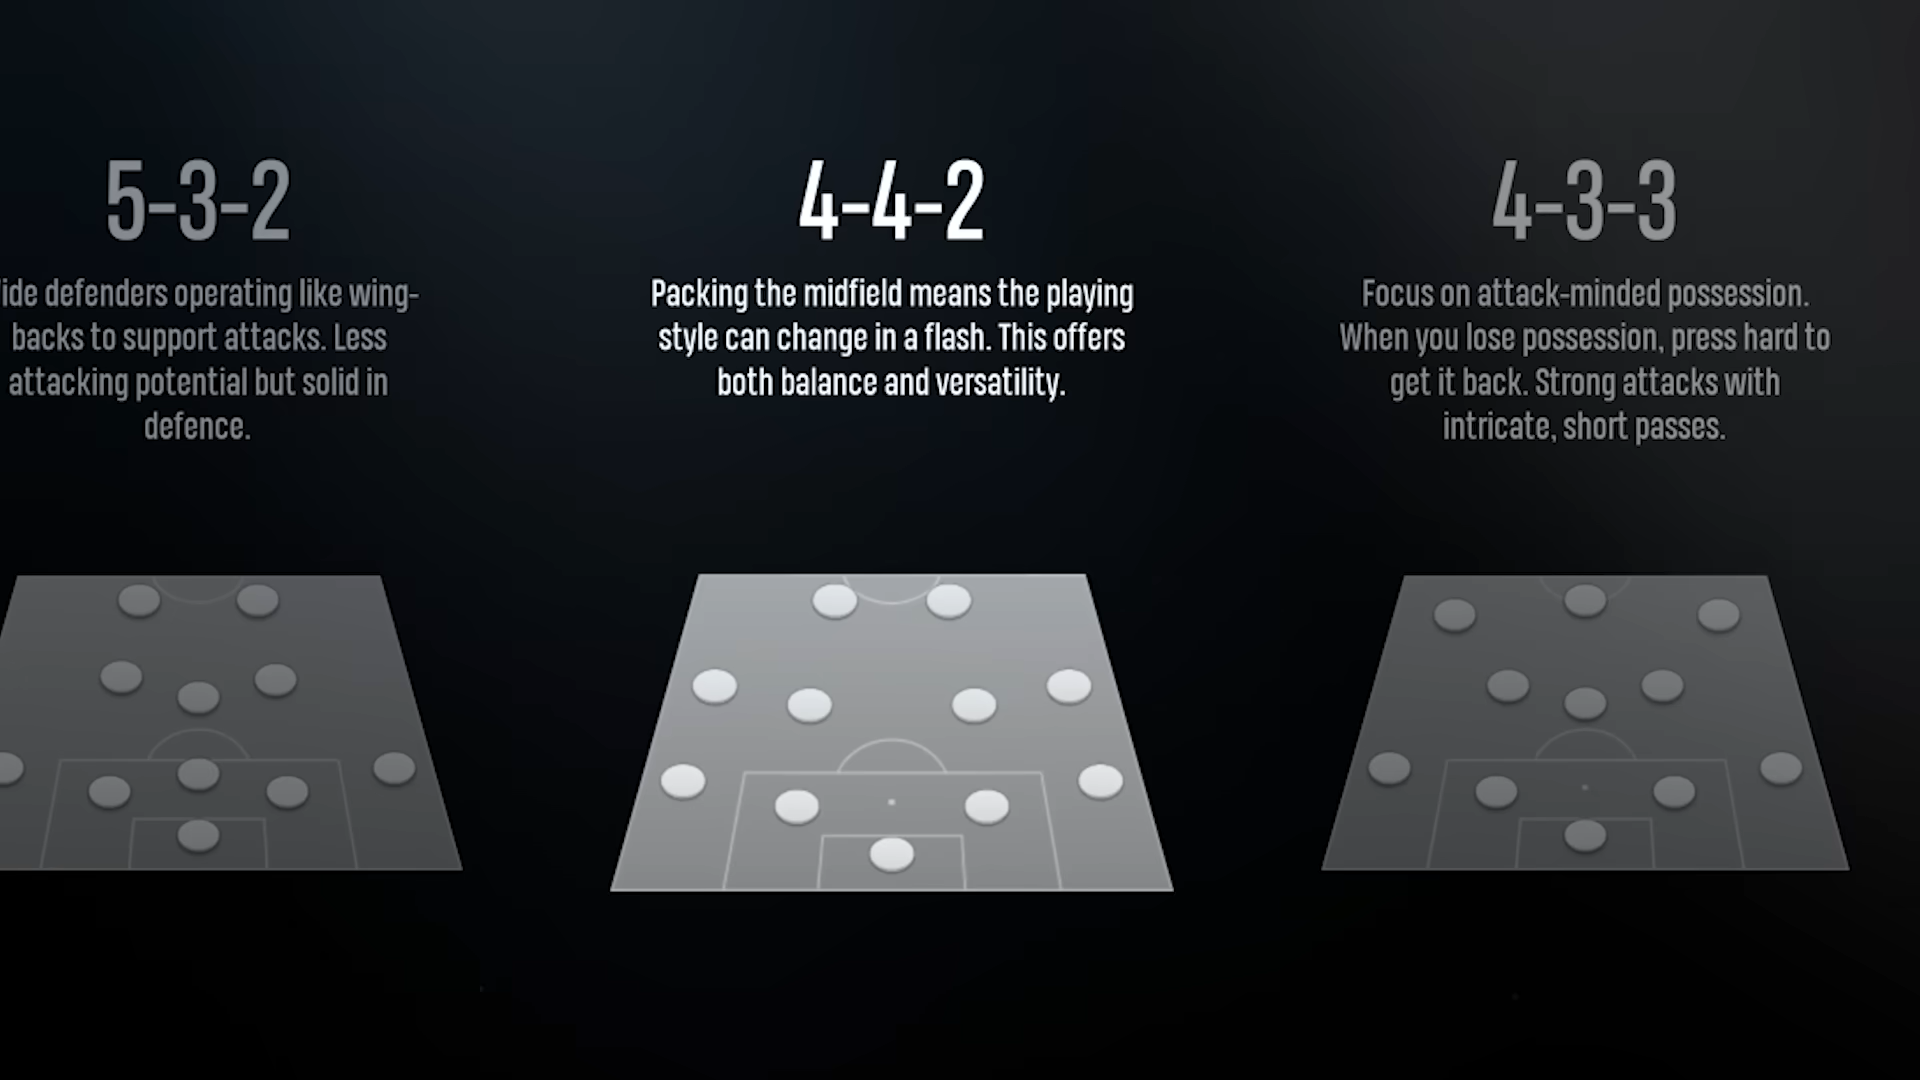 5-3-2
ide defenders operating like wing-
backs to support attacks. Less
attacking potential but solid in
defence.
4-4-2
Packing the midfield means the playing
style can change in a flash. This offers
both balance and versatility.
4-3-3
Focus on attack-minded possession.
When you lose possession, press hard to
get it back. Strong attacks with
intricate, short passes.